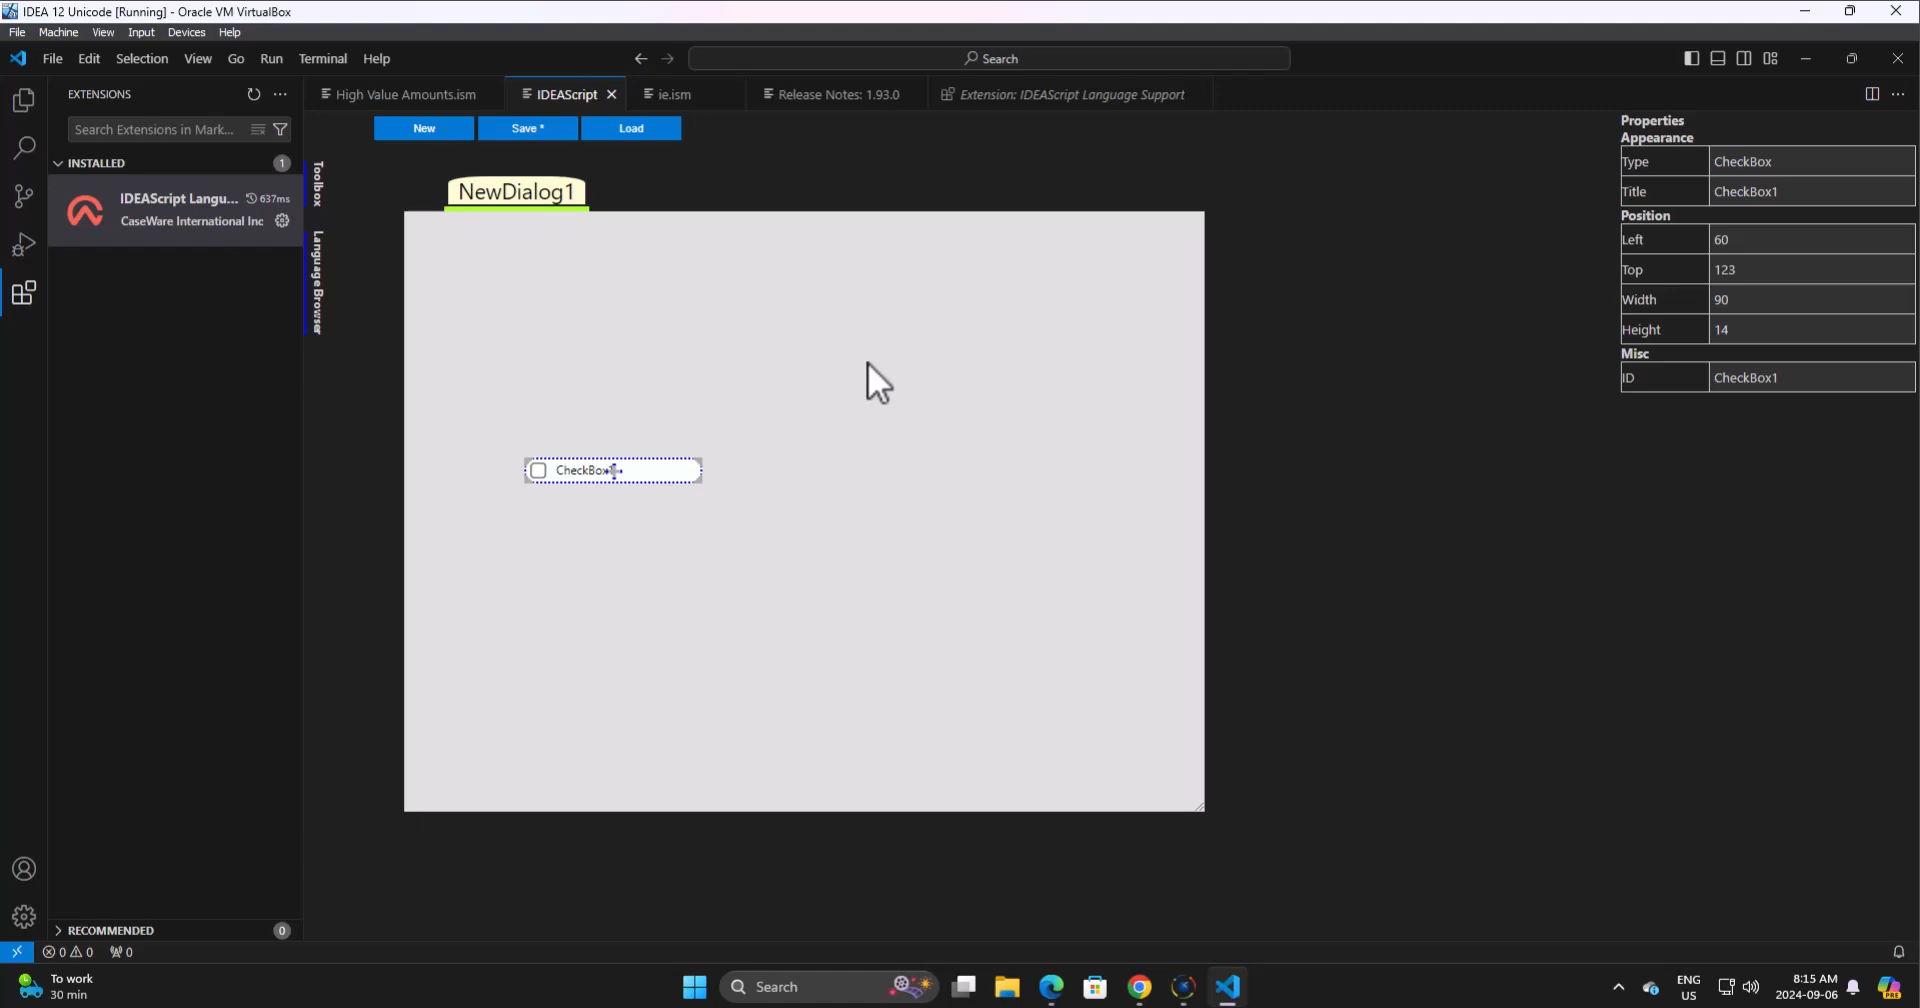 IDEA 12 Unicode [Running] - Oracle VM VirtualBox
File Machine View Input Devices Help
File Edit Selection View Go Run Terminal Help
Search
EXTENSIONS
High Value Amounts.ism
IDEAScript
ie.ism
Release Notes: 1.93.0
Extension: IDEAScript Language Support
Search Extensions in Mark...
New
Save *
Load
INSTALLED
1
IDEAScript Langu...
637ms
CaseWare International Inc
Toolbox
Language Browser
NewDialog1
CheckBox1
Properties
Appearance
Type CheckBox
Title CheckBox1
Position
Left 60
Top 123
Width 90
Height 14
Misc
ID CheckBox1
RECOMMENDED
0
0 0 0
To work
30 min
Search
ENG
US
8:15 AM
2024-09-06
PRE